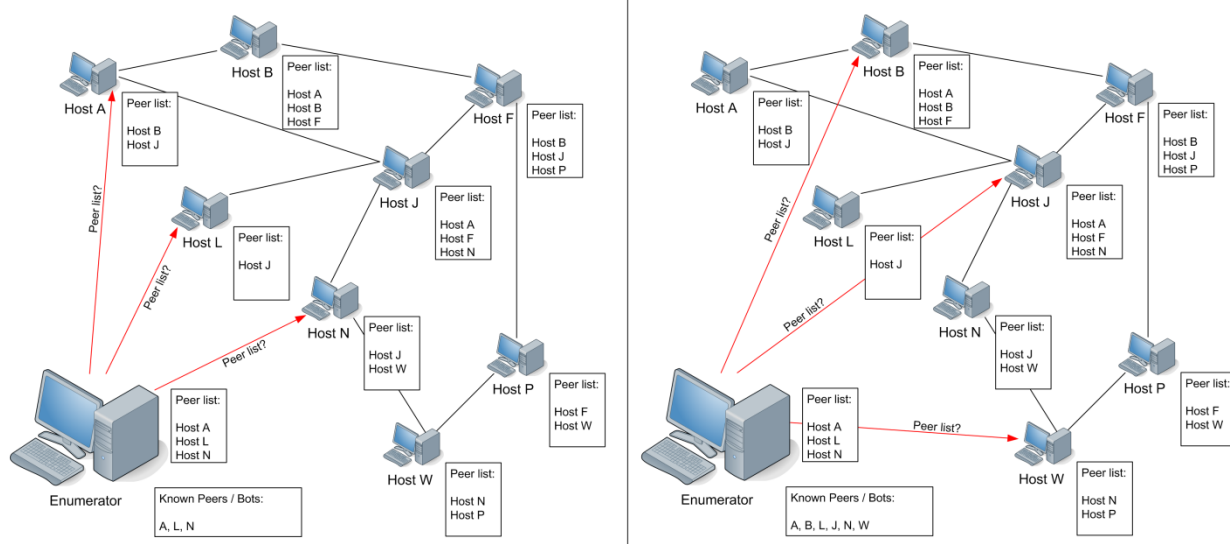 Host B
Peer list:
Host A
Host B
Host F
Host A
Peer list:
Host B
Host J
Host F
Peer list:
Host B
Host J
Host P
Peer list?
Host J
Peer list:
Host A
Host F
Host N
Host L
Peer list:
Host J
Peer list?
Host N
Peer list:
Host J
Host W
Peer list?
Host P
Peer list:
Host F
Host W
Peer list:
Host A
Host L
Host N
Host W
Peer list:
Host N
Host P
Enumerator
Known Peers / Bots:
A, L, N
Host B
Peer list:
Host A
Host B
Host F
Host A
Peer list:
Host B
Host J
Host F
Peer list:
Host B
Host J
Host P
Peer list?
Host J
Peer list:
Host A
Host F
Host N
Host L
Peer list:
Host J
Peer list?
Host N
Peer list:
Host J
Host W
Host P
Peer list:
Host F
Host W
Peer list:
Host A
Host L
Host N
Peer list?
Host W
Peer list:
Host N
Host P
Enumerator
Known Peers / Bots:
A, B, L, J, N, W